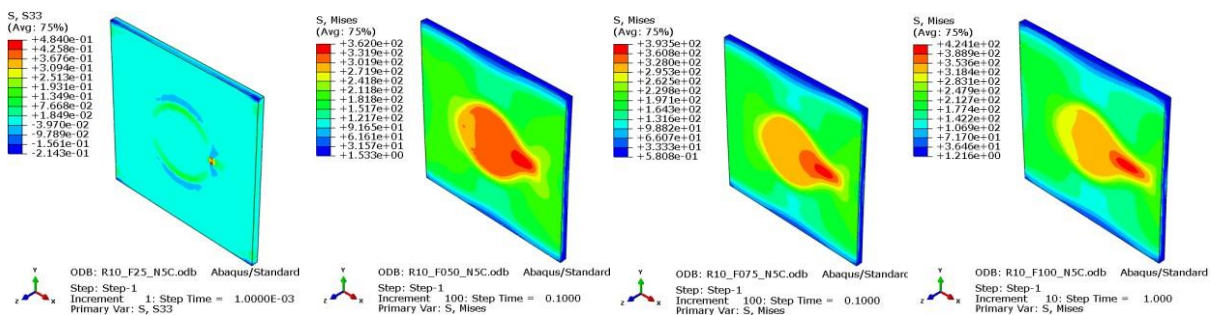 S, S33
(Avg: 75%)
+4.840e-01
+4.258e-01
+3.676e-01
+3.094e-01
+2.513e-01
+1.931e-01
+1.349e-01
+7.668e-02
+1.849e-02
-3.970e-02
-9.789e-02
-1.561e-01
-2.143e-01
Y
Z
X
ODB: R10_F25_N5C.odb Abaqus/Standard
Step: Step-1
Increment 1: Step Time = 1.0000E-03
Primary Var: S, S33
S, Mises
(Avg: 75%)
+3.620e+02
+3.319e+02
+3.019e+02
+2.719e+02
+2.418e+02
+2.118e+02
+1.818e+02
+1.517e+02
+1.217e+02
+9.165e+01
+6.161e+01
+3.157e+01
+1.533e+00
Y
Z
X
ODB: R10_F050_N5C.odb Abaqus/Standard
Step: Step-1
Increment 100: Step Time = 0.1000
Primary Var: S, Mises
S, Mises
(Avg: 75%)
+3.935e+02
+3.608e+02
+3.280e+02
+2.953e+02
+2.625e+02
+2.298e+02
+1.971e+02
+1.643e+02
+1.316e+02
+9.882e+01
+6.607e+01
+3.333e+01
+5.808e-01
Y
Z
X
ODB: R10_F075_N5C.odb Abaqus/Standard
Step: Step-1
Increment 100: Step Time = 0.1000
Primary Var: S, Mises
S, Mises
(Avg: 75%)
+4.241e+02
+3.889e+02
+3.536e+02
+3.184e+02
+2.831e+02
+2.479e+02
+2.127e+02
+1.774e+02
+1.422e+02
+1.069e+02
+7.170e+01
+3.646e+01
+1.216e+00
Y
Z
X
ODB: R10_F100_N5C.odb Abaqus/Standard
Step: Step-1
Increment 10: Step Time = 1.000
Primary Var: S, Mises